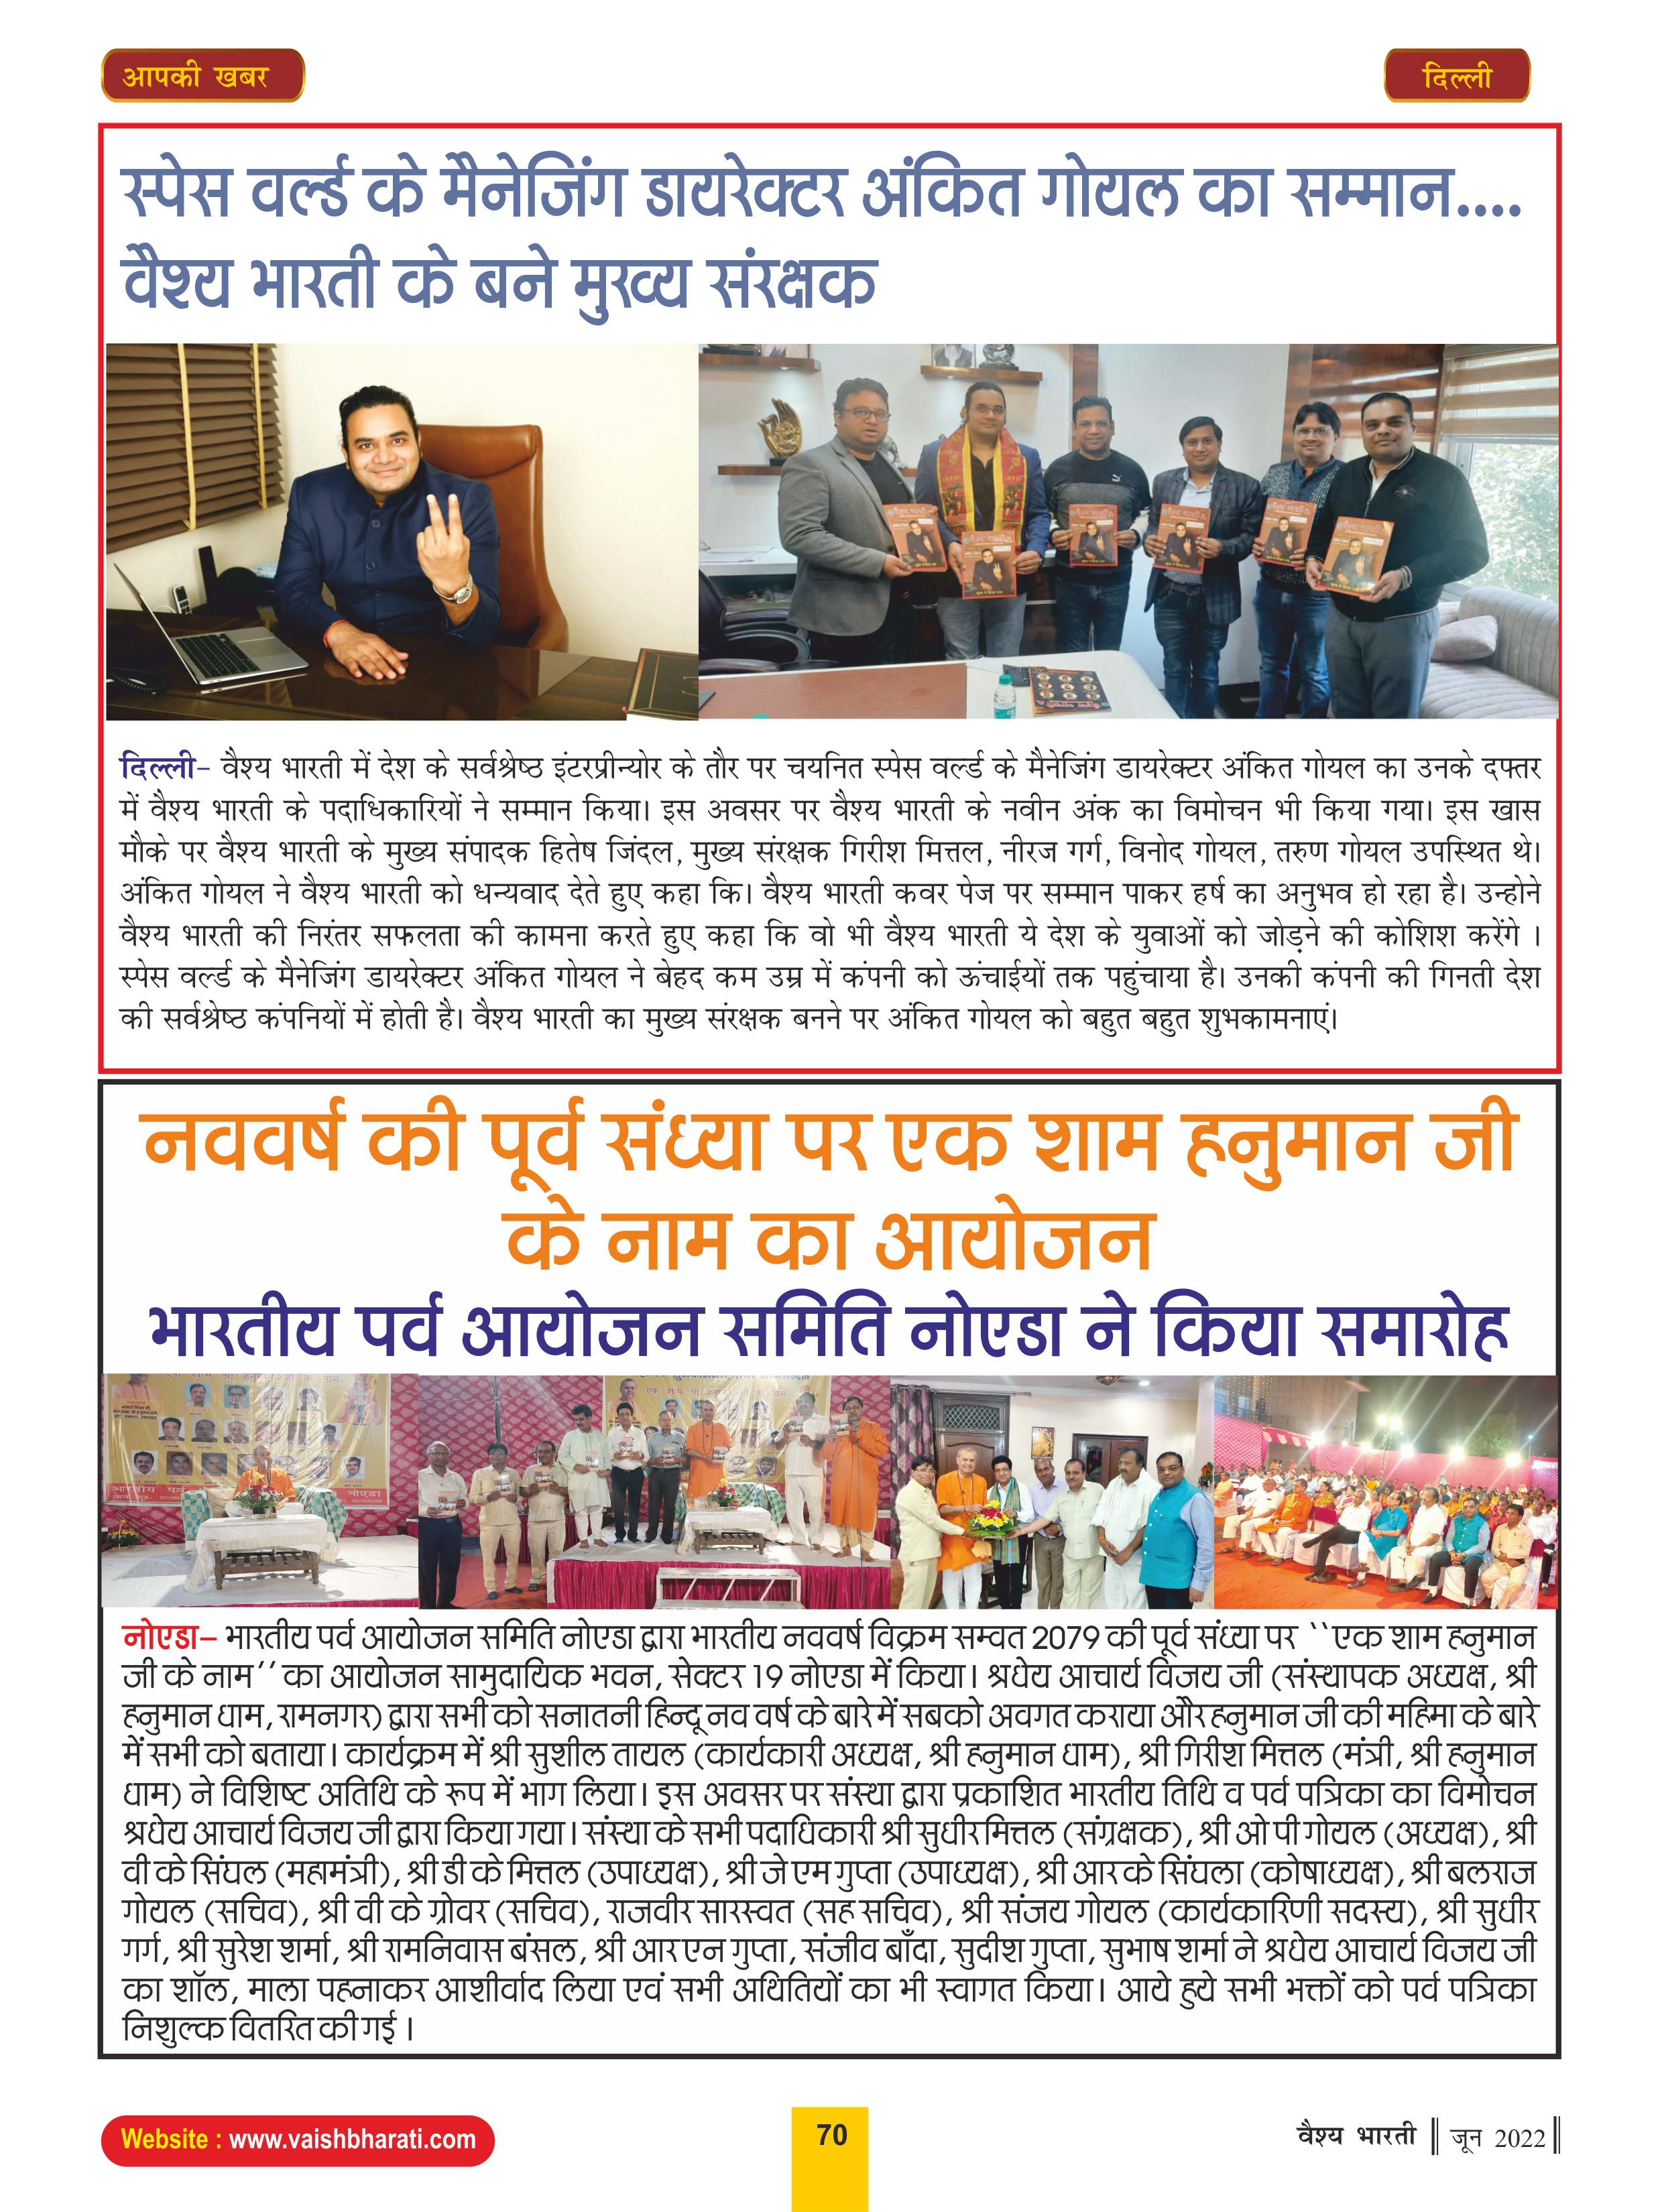 आपकी खबर
दिल्ली
स्पेस वर्ल्ड के मैनेजिंग डायरेक्टर अंकित गोयल का सम्मान....
वैश्य भारती के बने मुख्य संरक्षक
दिल्ली- वैश्य भारती में देश के सर्वश्रेष्ठ इंटरप्रीन्योर के तौर पर चयनित स्पेस वर्ल्ड के मैनेजिंग डायरेक्टर अंकित गोयल का उनके दफ्तर
में वैश्य भारती के पदाधिकारियों ने सम्मान किया। इस अवसर पर वैश्य भारती के नवीन अंक का विमोचन भी किया गया। इस खास
मौके पर वैश्य भारती के मुख्य संपादक हितेष जिंदल, मुख्य संरक्षक गिरीश मित्तल, नीरज गर्ग, विनोद गोयल, तरुण गोयल उपस्थित थे।
अंकित गोयल ने वैश्य भारती को धन्यवाद देते हुए कहा कि। वैश्य भारती कवर पेज पर सम्मान पाकर हर्ष का अनुभव हो रहा है। उन्होने
वैश्य भारती की निरंतर सफलता की कामना करते हुए कहा कि वो भी वैश्य भारती ये देश के युवाओं को जोड़ने की कोशिश करेंगे ।
स्पेस वर्ल्ड के मैनेजिंग डायरेक्टर अंकित गोयल ने बेहद कम उम्र में कंपनी को ऊंचाईयों तक पहुंचाया है। उनकी कंपनी की गिनती देश
की सर्वश्रेष्ठ कंपनियों में होती है। वैश्य भारती का मुख्य संरक्षक बनने पर अंकित गोयल को बहुत बहुत शुभकामनाएं।
नववर्ष की पूर्व संध्या पर एक शाम हनुमान जी
के नाम का आयोजन
भारतीय पर्व आयोजन समिति नोएडा ने किया समारोह
एक शाम श्री हनुमान जी के नाम
भारतीय पर्व
नोएडा
एक शाम श्री हनुमान जी के नाम
नोएडा- भारतीय पर्व आयोजन समिति नोएडा द्वारा भारतीय नववर्ष विक्रम सम्वत 2079 की पूर्व संध्या पर ``एक शाम हनुमान
जी के नाम’’ का आयोजन सामुदायिक भवन, सेक्टर 19 नोएडा में किया। श्रधेय आचार्य विजय जी (संस्थापक अध्यक्ष, श्री
हनुमान धाम, रामनगर) द्वारा सभी को सनातनी हिन्दू नव वर्ष के बारे में सबको अवगत कराया और हनुमान जी की महिमा के बारे
में सभी को बताया। कार्यक्रम में श्री सुशील तायल (कार्यकारी अध्यक्ष, श्री हनुमान धाम), श्री गिरीश मित्तल (मंत्री, श्री हनुमान
धाम) ने विशिष्ट अतिथि के रूप में भाग लिया। इस अवसर पर संस्था द्वारा प्रकाशित भारतीय तिथि व पर्व पत्रिका का विमोचन
श्रधेय आचार्य विजय जी द्वारा किया गया। संस्था के सभी पदाधिकारी श्री सुधीर मित्तल (संग्रक्षक), श्री ओ पी गोयल (अध्यक्ष), श्री
वी के सिंघल (महामंत्री), श्री डी के मित्तल (उपाध्यक्ष), श्री जे एम गुप्ता (उपाध्यक्ष), श्री आर के सिंघला (कोषाध्यक्ष), श्री बलराज
गोयल (सचिव), श्री वी के ग्रोवर (सचिव), राजवीर सारस्वत (सह सचिव), श्री संजय गोयल (कार्यकारिणी सदस्य), श्री सुधीर
गर्ग, श्री सुरेश शर्मा, श्री रामनिवास बंसल, श्री आर एन गुप्ता, संजीव बाँदा, सुदीश गुप्ता, सुभाष शर्मा ने श्रधेय आचार्य विजय जी
का शॉल, माला पहनाकर आशीर्वाद लिया एवं सभी अथितियों का भी स्वागत किया। आये हुये सभी भक्तों को पर्व पत्रिका
निशुल्क वितरित की गई ।
Website : www.vaishbharati.com
70
वैश्य भारती || जून 2022 ||